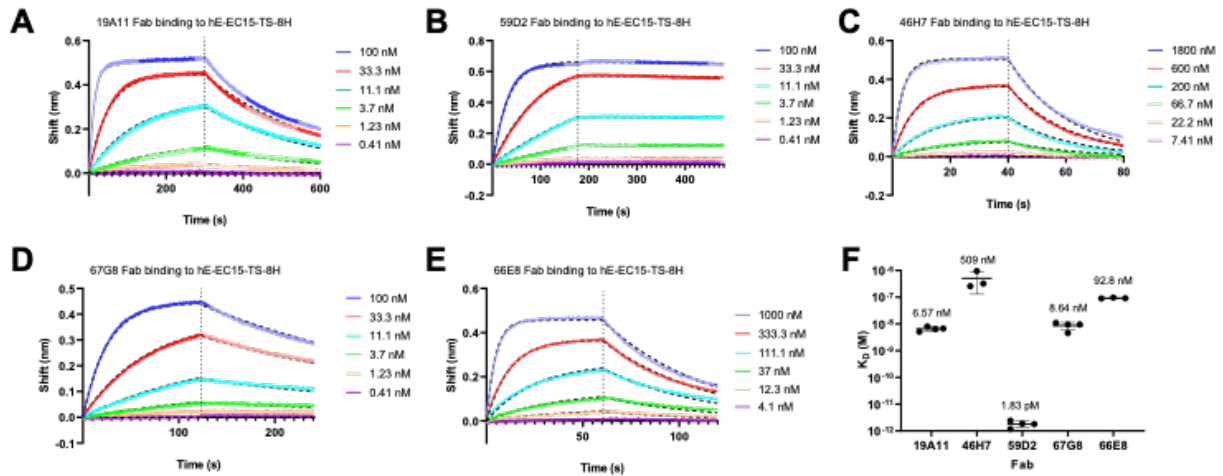 A
19A11 Fab binding to hE-EC15-TS-8H
Shift (nm)
0.6
0.4
0.2
0.0
-0.2
200
400
600
Time (s)
100 nM
33.3 nM
11.1 nM
3.7 nM
1.23 nM
0.41 nM
B
59D2 Fab binding to hE-EC15-TS-8H
Shift (nm)
0.8
0.6
0.4
0.2
0.0
-0.2
100
200
300
400
Time (s)
100 nM
33.3 nM
11.1 nM
3.7 nM
1.23 nM
0.41 nM
C
46H7 Fab binding to hE-EC15-TS-8H
Shift (nm)
0.6
0.4
0.2
0.0
-0.2
20
40
60
80
Time (s)
1800 nM
600 nM
200 nM
66.7 nM
22.2 nM
7.41 nM
D
67G8 Fab binding to hE-EC15-TS-8H
Shift (nm)
0.5
0.4
0.3
0.2
0.1
0.0
-0.1
100
200
Time (s)
100 nM
33.3 nM
11.1 nM
3.7 nM
1.23 nM
0.41 nM
E
66E8 Fab binding to hE-EC15-TS-8H
Shift (nm)
0.6
0.4
0.2
0.0
50
100
Time (s)
1000 nM
333.3 nM
111.1 nM
37 nM
12.3 nM
4.1 nM
F
K_D (M)
10⁻⁶
10⁻⁷
10⁻⁸
10⁻⁹
10⁻¹⁰
10⁻¹¹
10⁻¹²
6.57 nM
509 nM
1.83 pM
8.64 nM
92.8 nM
19A11
46H7
59D2
67G8
66E8
Fab